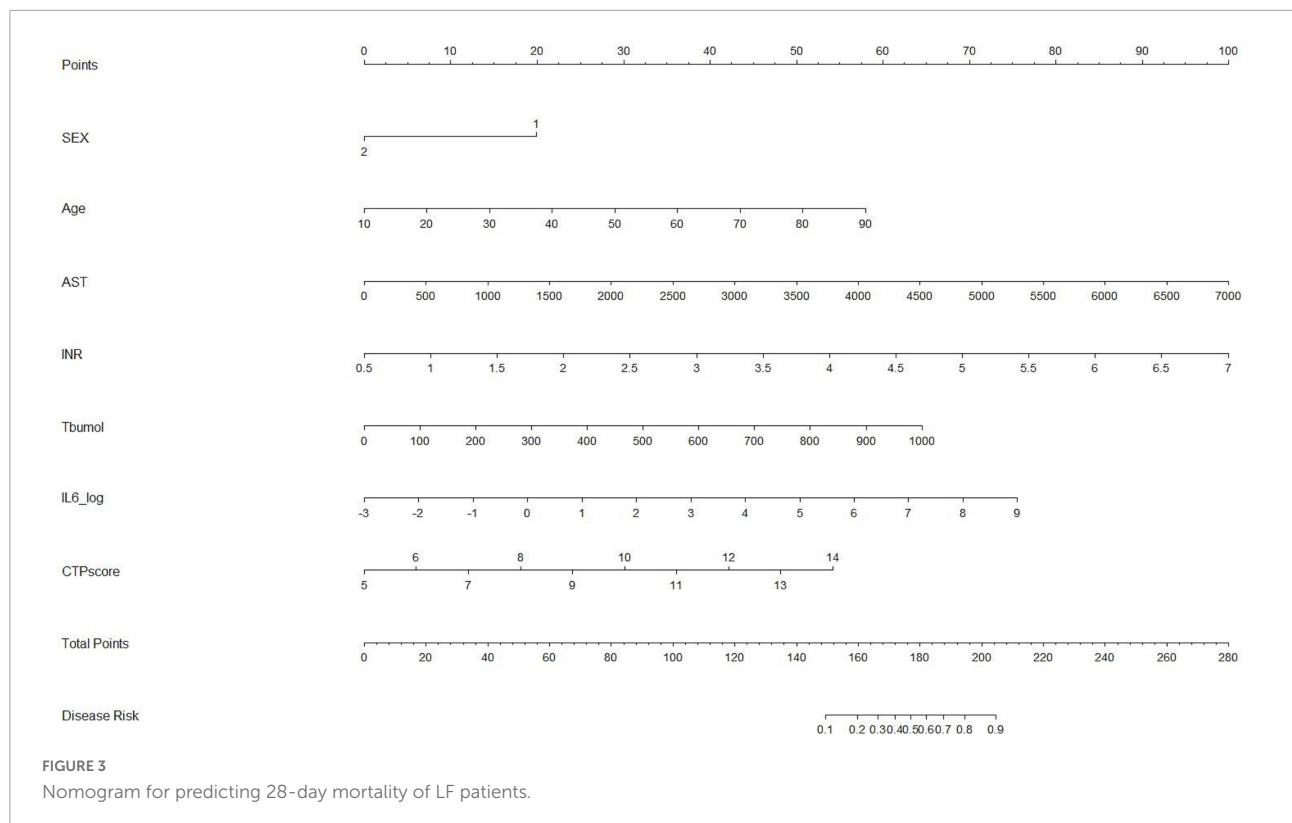 0 10 20 30 40 50 60 70 80 90 100
Points
1
SEX
2
Age
10 20 30 40 50 60 70 80 90
AST
0 500 1000 1500 2000 2500 3000 3500 4000 4500 5000 5500 6000 6500 7000
INR
0.5 1 1.5 2 2.5 3 3.5 4 4.5 5 5.5 6 6.5 7
Tbumol
0 100 200 300 400 500 600 700 800 900 1000
IL6_log
-3 -2 -1 0 1 2 3 4 5 6 7 8 9
6 8 10 12 14
CTPscore
5 7 9 11 13
Total Points
0 20 40 60 80 100 120 140 160 180 200 220 240 260 280
Disease Risk
0.1 0.2 0.3 0.4 0.5 0.6 0.7 0.8 0.9
FIGURE 3
Nomogram for predicting 28-day mortality of LF patients.